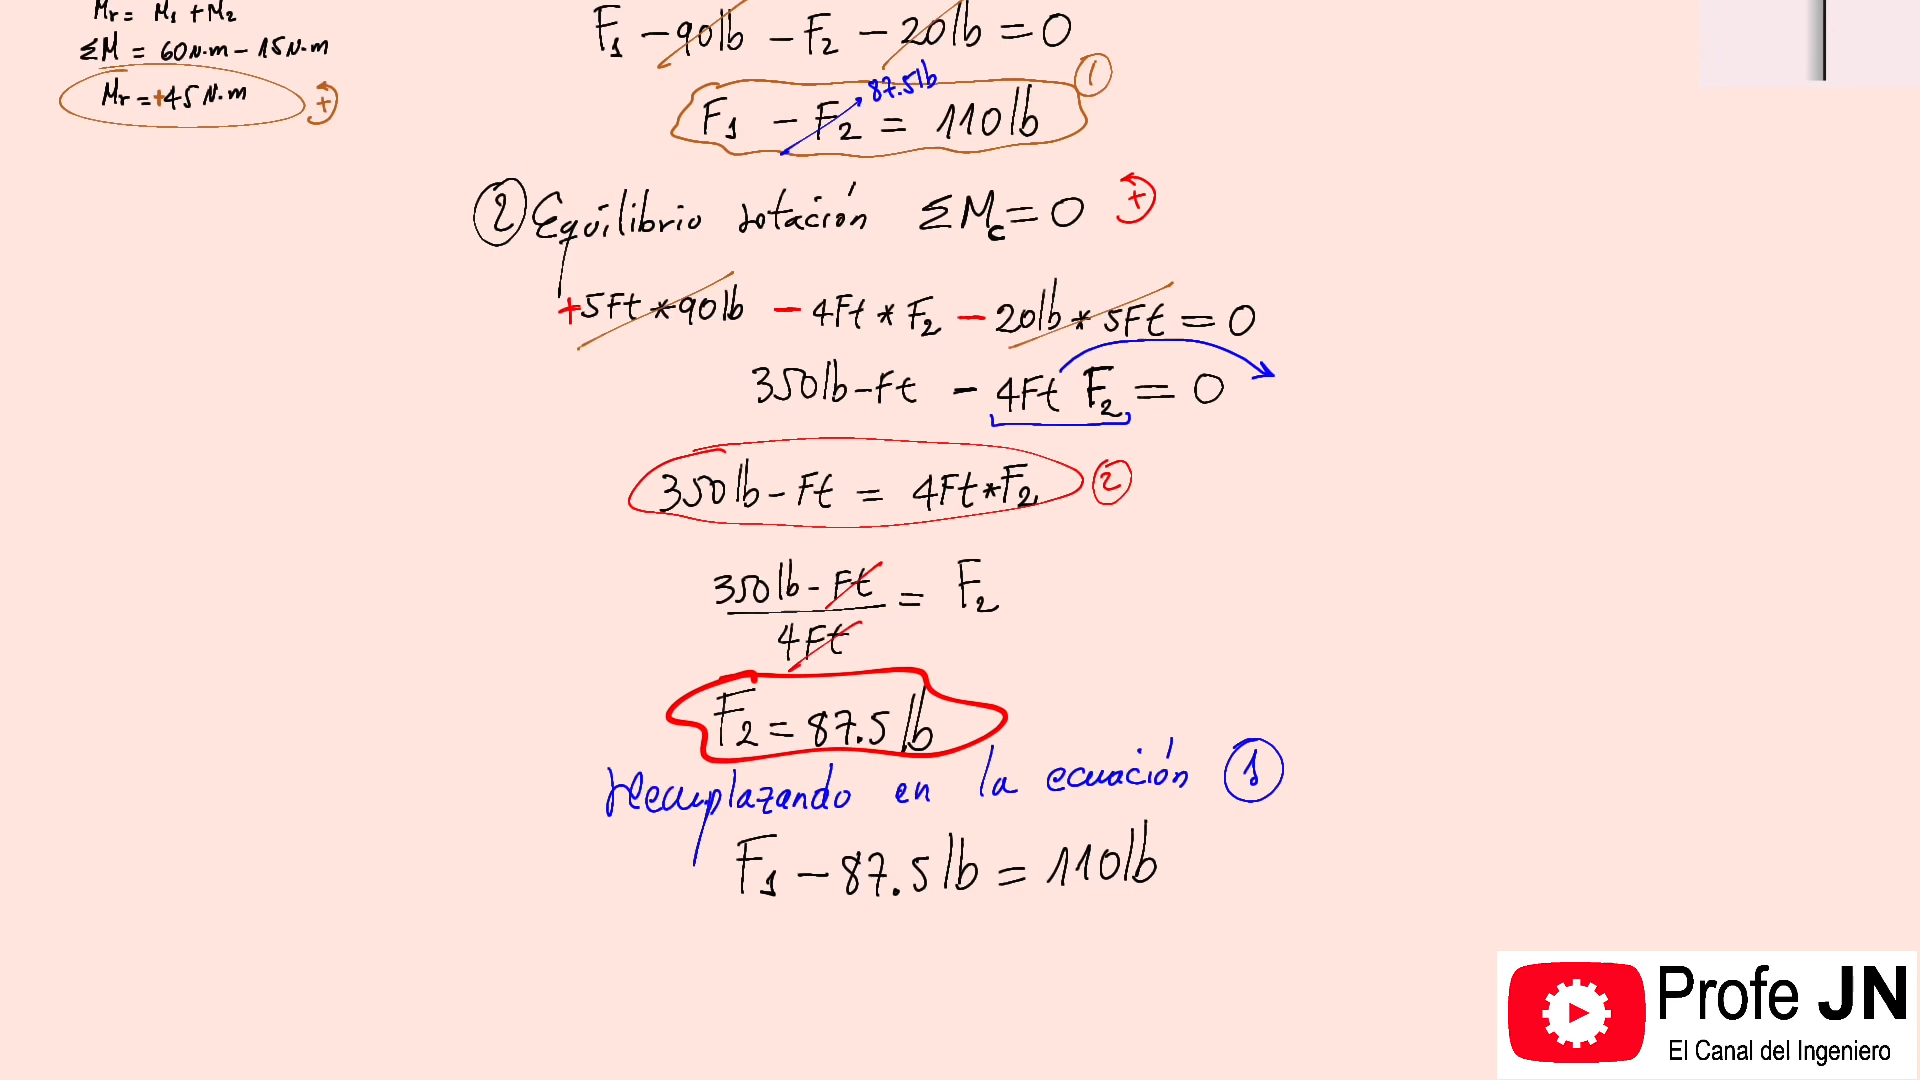 Mr = M1 + M2
ΣM = 60 N.m - 15 N.m
Mr = +45 N.m +
F1 - 90lb - F2 - 20lb = 0
87.5lb
F1 - F2 = 110lb 1
2 Equilibrio rotación ΣMc = 0 +
+5Ft * 90lb - 4Ft * F2 - 20lb * 5Ft = 0
350lb-Ft - 4Ft F2 = 0
350lb-Ft = 4Ft*F2 2
350lb-Ft = F2
4Ft
F2 = 87.5 lb
reemplazando en la ecuación 1
F1 - 87.5lb = 110lb
Profe JN
El Canal del Ingeniero